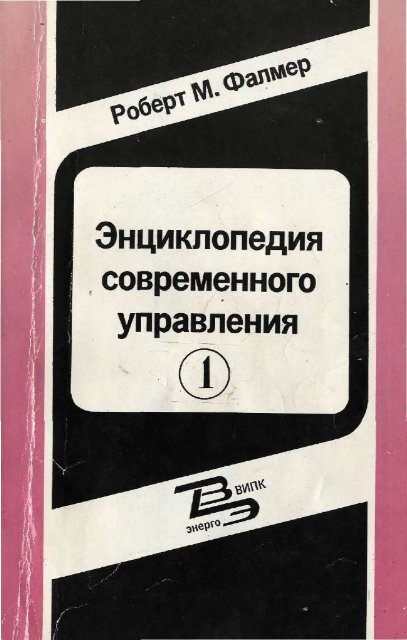 Роберт М. Фалмер
Энциклопедия
современного
управления
1
ВИПК
энерго